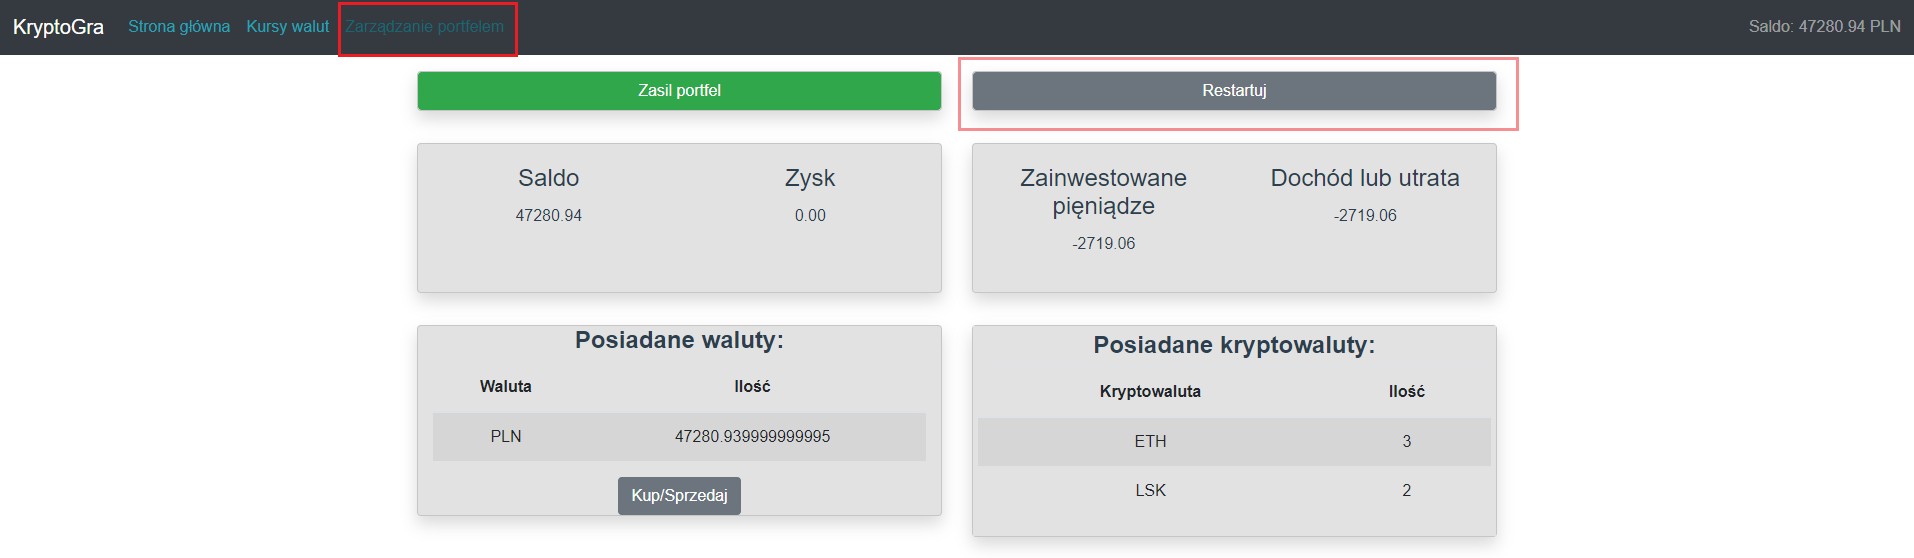 KryptoGra Strona główna Kursy walut Zarządzanie portfelem Saldo: 47280.94 PLN
Zasil portfel Restartuj
Saldo Zysk
47280.94 0.00
Zainwestowane pięniądze Dochód lub utrata
-2719.06 -2719.06
Posiadane waluty:
Waluta Ilość
PLN 47280.939999999995
Kup/Sprzedaj
Posiadane kryptowaluty:
Kryptowaluta Ilość
ETH 3
LSK 2